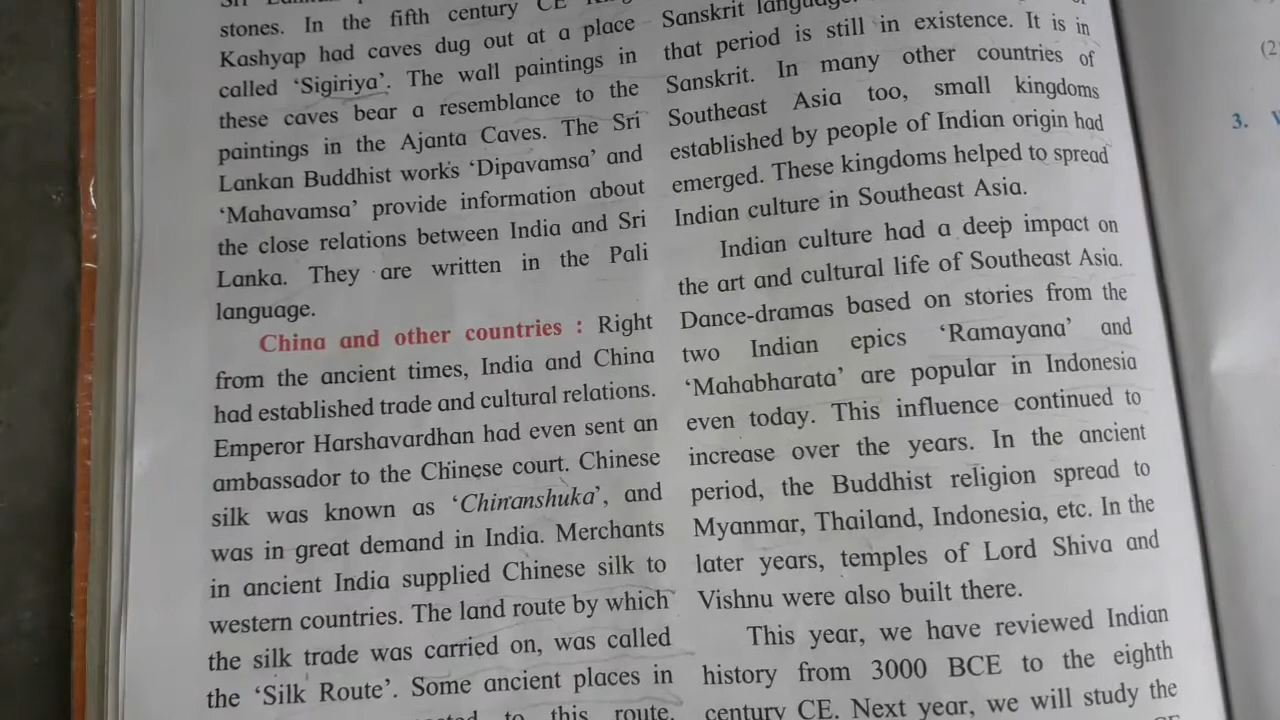 stones. In the fifth century CE
Kashyap had caves dug out at a place
called ‘Sigiriya’. The wall paintings in
these caves bear a resemblance to the
paintings in the Ajanta Caves. The Sri
Lankan Buddhist works ‘Dipavamsa’ and
‘Mahavamsa’ provide information about
the close relations between India and Sri
Lanka. They are written in the Pali
language.
China and other countries : Right
from the ancient times, India and China
had established trade and cultural relations.
Emperor Harshavardhan had even sent an
ambassador to the Chinese court. Chinese
silk was known as ‘Chinanshuka’, and
was in great demand in India. Merchants
in ancient India supplied Chinese silk to
western countries. The land route by which
the silk trade was carried on, was called
the ‘Silk Route’. Some ancient places in
to this route.
Sanskrit language.
that period is still in existence. It is in
Sanskrit. In many other countries of
Southeast Asia too, small kingdoms
established by people of Indian origin had
emerged. These kingdoms helped to spread
Indian culture in Southeast Asia.
Indian culture had a deep impact on
the art and cultural life of Southeast Asia.
Dance-dramas based on stories from the
two Indian epics ‘Ramayana’ and
‘Mahabharata’ are popular in Indonesia
even today. This influence continued to
increase over the years. In the ancient
period, the Buddhist religion spread to
Myanmar, Thailand, Indonesia, etc. In the
later years, temples of Lord Shiva and
Vishnu were also built there.
This year, we have reviewed Indian
history from 3000 BCE to the eighth
century CE. Next year, we will study the
3.